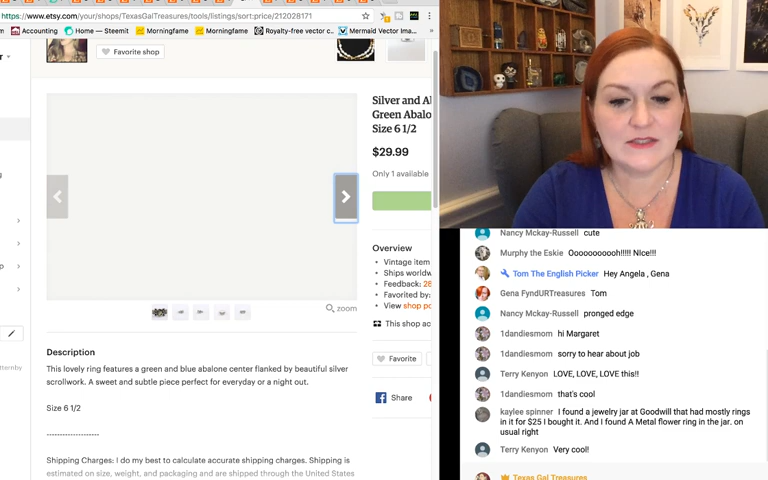 https://www.etsy.com/your/shops/TexasGalTreasures/tools/listings/sort:price/212028171
Accounting
Home — Steemit
Morningfame
Morningfame
Royalty-free vector c...
Mermaid Vector Ima...
Favorite shop
Silver and Al
Green Abalo
Size 6 1/2
$29.99
Only 1 available
zoom
Overview
Vintage item
Ships worldw
Feedback: 28
Favorited by:
View shop po
This shop ac
Favorite
Share
Description
This lovely ring features a green and blue abalone center flanked by beautiful silver
scrollwork. A sweet and subtle piece perfect for everyday or a night out.
Size 6 1/2
--------------------
Shipping Charges: I do my best to calculate accurate shipping charges. Shipping is
estimated on size, weight, and packaging and are shipped through the United States
tternby
Nancy Mckay-Russell cute
Murphy the Eskie Ooooooooooh!!!!! NIce!!!
Tom The English Picker Hey Angela , Gena
Gena FyndURTreasures Tom
Nancy Mckay-Russell pronged edge
1dandiesmom hi Margaret
1dandiesmom sorry to hear about job
Terry Kenyon LOVE, LOVE, LOVE this!!
1dandiesmom that's cool
kaylee spinner I found a jewelry jar at Goodwill that had mostly rings
in it for $25 I bought it. And I found A Metal flower ring in the jar. on
usual right
Terry Kenyon Very cool!
Texas Gal Treasures